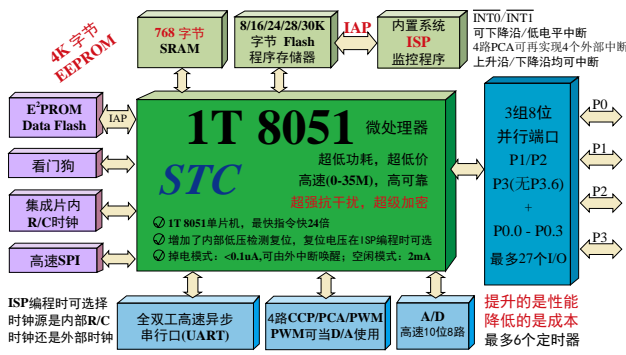 4K 字节
EEPROM
768 字节
SRAM
8/16/24/28/30K
字节 Flash
程序存储器
IAP
内置系统
ISP
监控程序
INT0/INT1
可下降沿/低电平中断
4路PCA可再实现4个外部中断
上升沿/下降沿均可中断
E²PROM
Data Flash
IAP
看门狗
集成片内
R/C时钟
高速SPI
1T 8051 微处理器
STC
超低功耗，超低价
高速(0-35M)，高可靠
超强抗干扰，超级加密
1T 8051单片机，最快指令快24倍
增加了内部低压检测复位，复位电压在ISP编程时可选
掉电模式：<0.1uA,可由外中断唤醒；空闲模式：2mA
3组8位
并行端口
P1/P2
P3(无P3.6)
+
P0.0 - P0.3
最多27个I/O
P0
P1
P2
P3
ISP编程时可选择
时钟源是内部R/C
时钟还是外部时钟
全双工高速异步
串行口(UART)
4路CCP/PCA/PWM
PWM可当D/A使用
A/D
高速10位8路
提升的是性能
降低的是成本
最多6个定时器